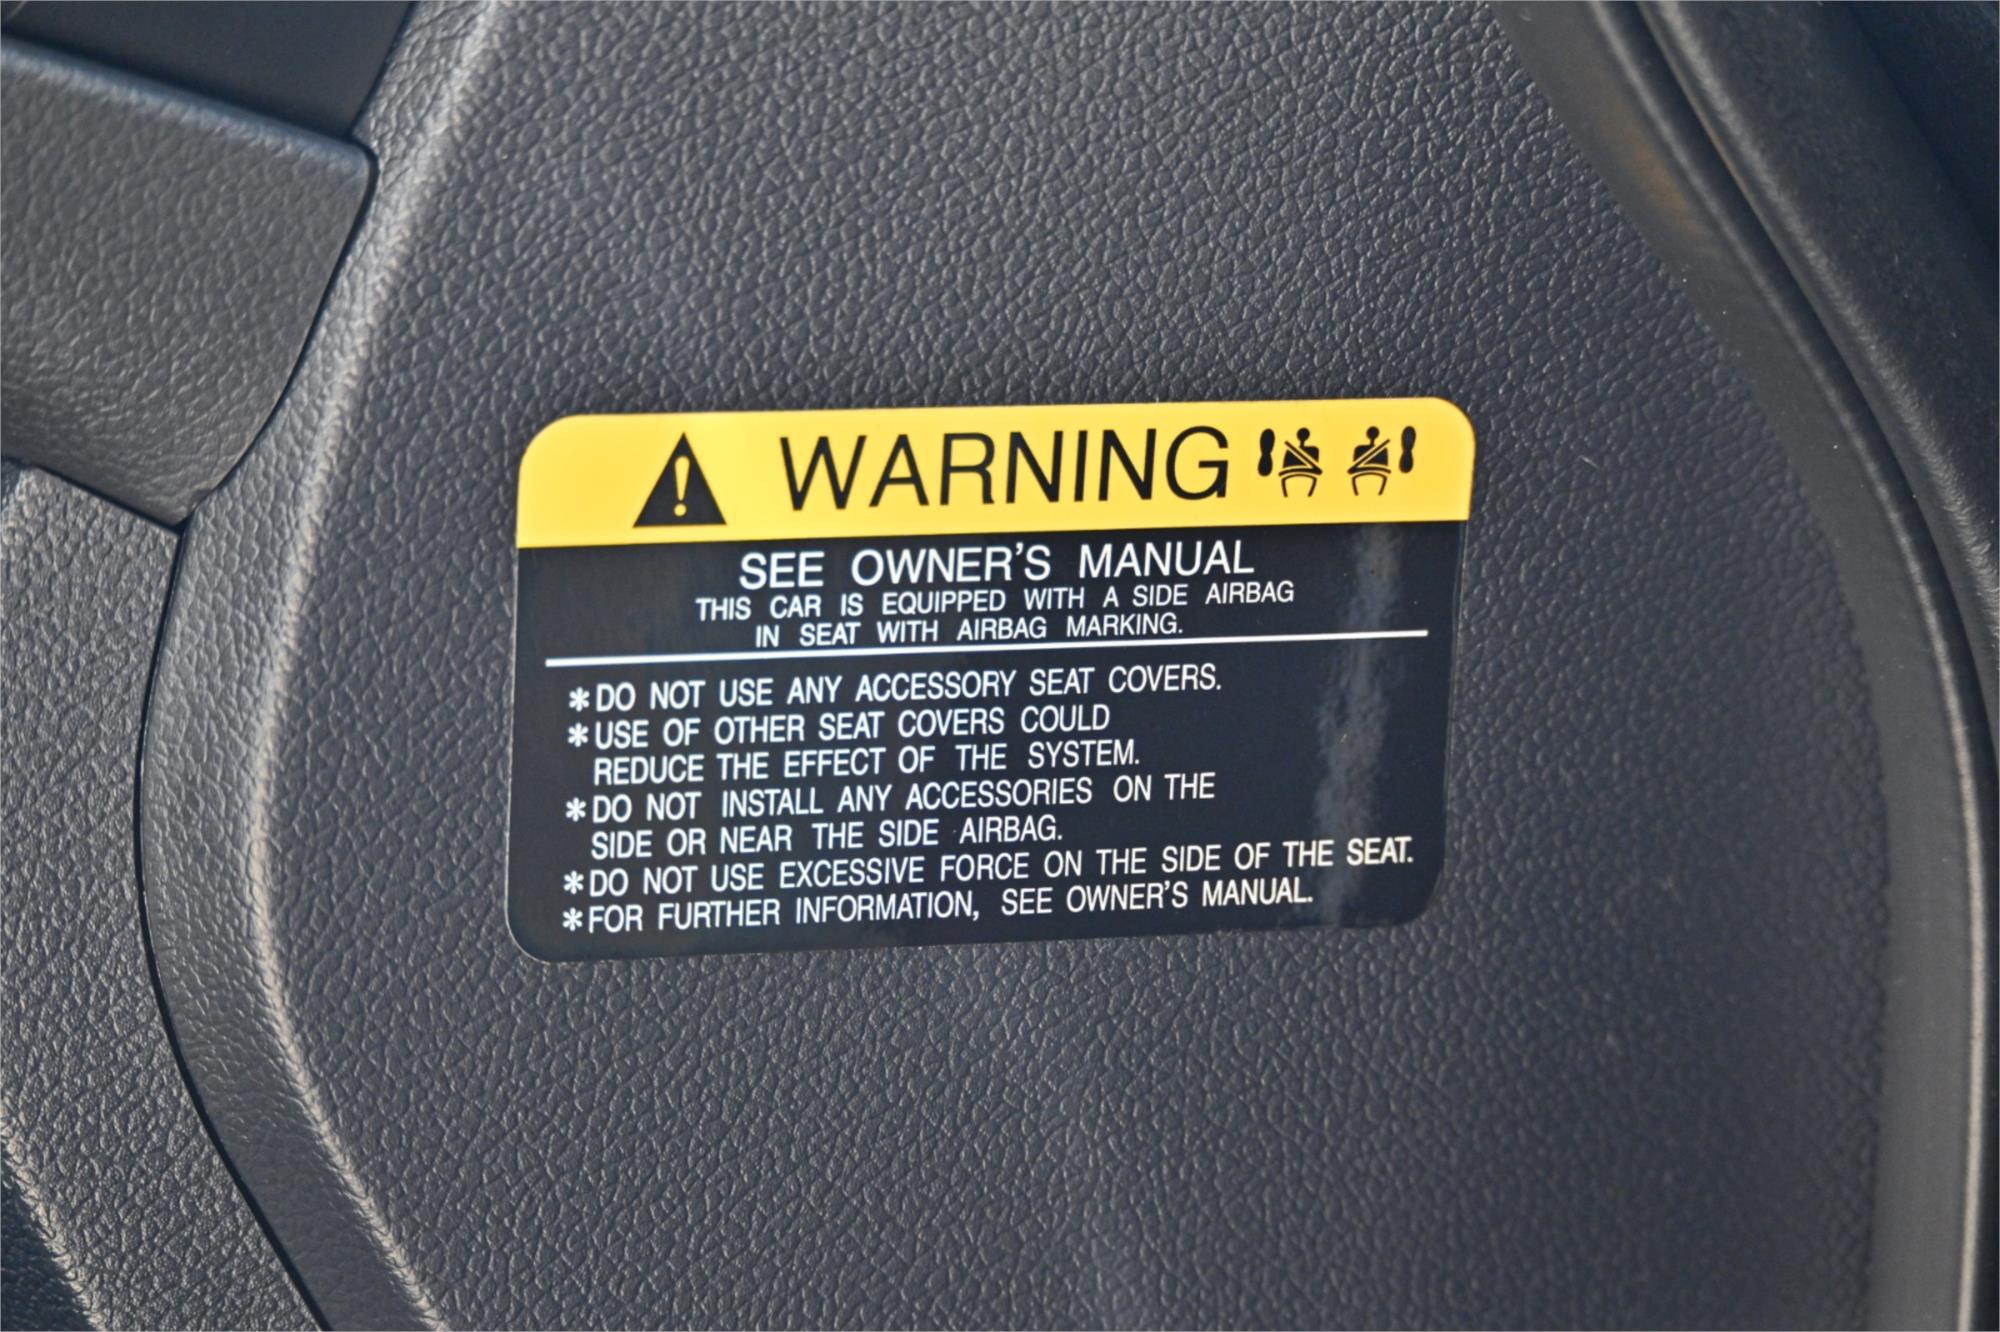 WARNING
SEE OWNER'S MANUAL
THIS CAR IS EQUIPPED WITH A SIDE AIRBAG
IN SEAT WITH AIRBAG MARKING.
*DO NOT USE ANY ACCESSORY SEAT COVERS.
*USE OF OTHER SEAT COVERS COULD
REDUCE THE EFFECT OF THE SYSTEM.
*DO NOT INSTALL ANY ACCESSORIES ON THE
SIDE OR NEAR THE SIDE AIRBAG.
*DO NOT USE EXCESSIVE FORCE ON THE SIDE OF THE SEAT.
*FOR FURTHER INFORMATION, SEE OWNER'S MANUAL.